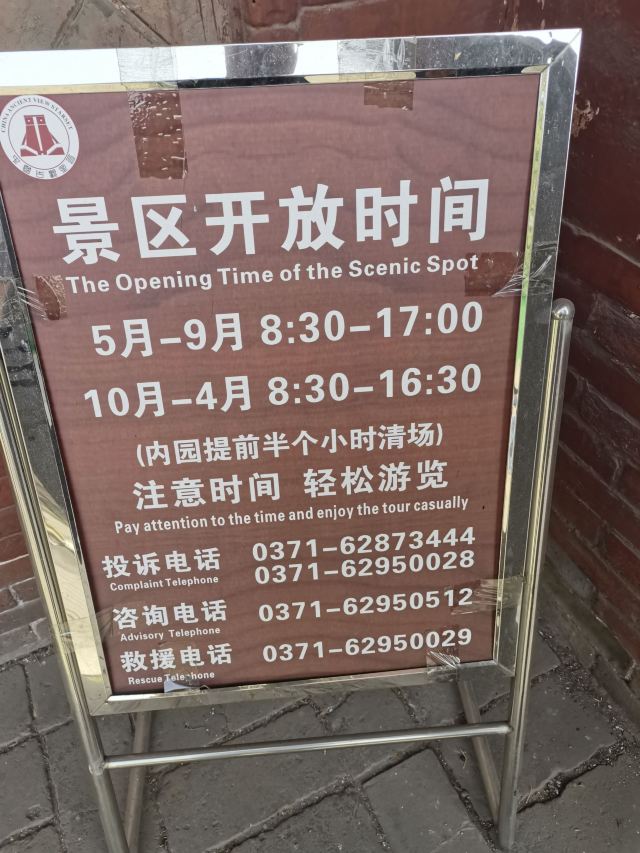 CHINA ANCIENT VIEW STARNET
景区开放时间
The Opening Time of the Scenic Spot
5月-9月 8:30-17:00
10月-4月 8:30-16:30
(内园提前半个小时清场)
注意时间 轻松游览
Pay attention to the time and enjoy the tour casually
投诉电话 0371-62873444
Complaint Telephone 0371-62950028
咨询电话 0371-62950512
Advisory Telephone
救援电话 0371-62950029
Rescue Telephone